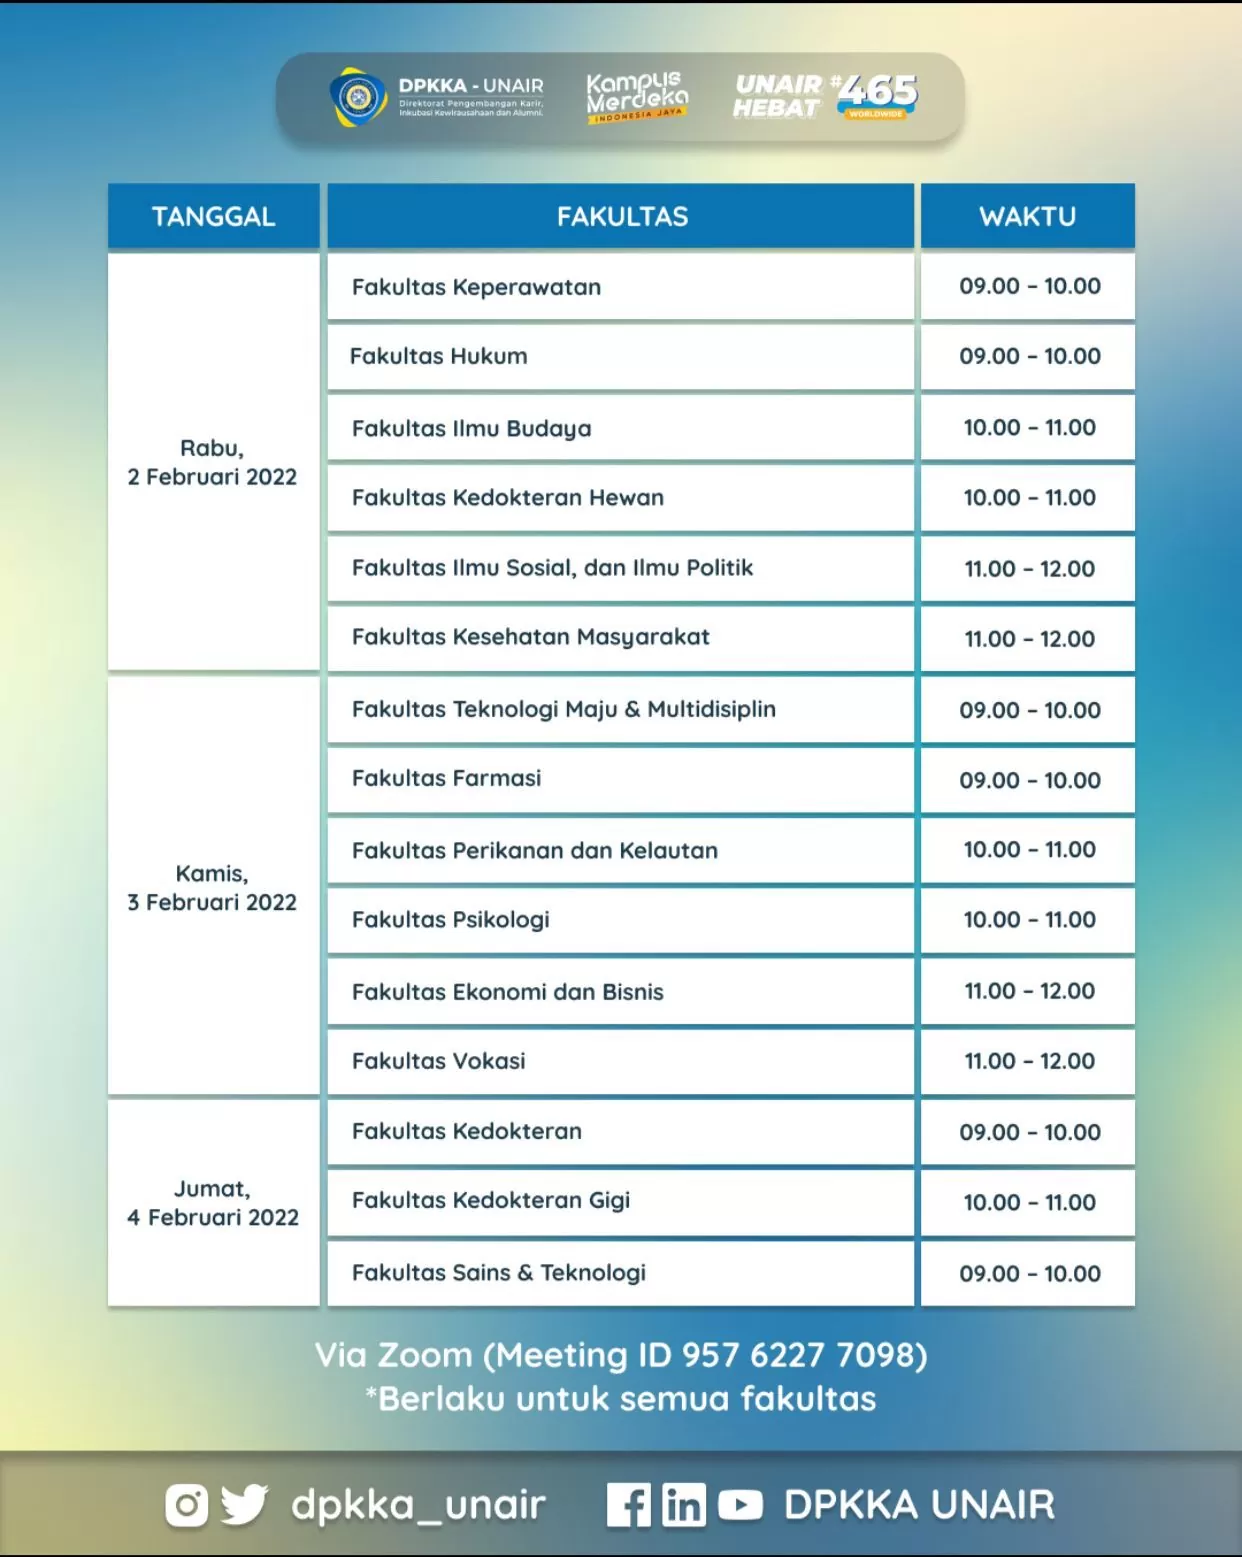 DPKKA - UNAIR
Direktorat Pengembangan Karir,
Inkubasi Kewirausahaan dan Alumni.
Kampus
Merdeka
INDONESIA JAYA
UNAIR
HEBAT
#465
WORLDWIDE
TANGGAL FAKULTAS WAKTU
Rabu,
2 Februari 2022
Fakultas Keperawatan 09.00 – 10.00
Fakultas Hukum 09.00 – 10.00
Fakultas Ilmu Budaya 10.00 – 11.00
Fakultas Kedokteran Hewan 10.00 – 11.00
Fakultas Ilmu Sosial, dan Ilmu Politik 11.00 – 12.00
Fakultas Kesehatan Masyarakat 11.00 – 12.00
Kamis,
3 Februari 2022
Fakultas Teknologi Maju & Multidisiplin 09.00 – 10.00
Fakultas Farmasi 09.00 – 10.00
Fakultas Perikanan dan Kelautan 10.00 – 11.00
Fakultas Psikologi 10.00 – 11.00
Fakultas Ekonomi dan Bisnis 11.00 – 12.00
Fakultas Vokasi 11.00 – 12.00
Jumat,
4 Februari 2022
Fakultas Kedokteran 09.00 – 10.00
Fakultas Kedokteran Gigi 10.00 – 11.00
Fakultas Sains & Teknologi 09.00 – 10.00
Via Zoom (Meeting ID 957 6227 7098)
*Berlaku untuk semua fakultas
dpkka_unair DPKKA UNAIR